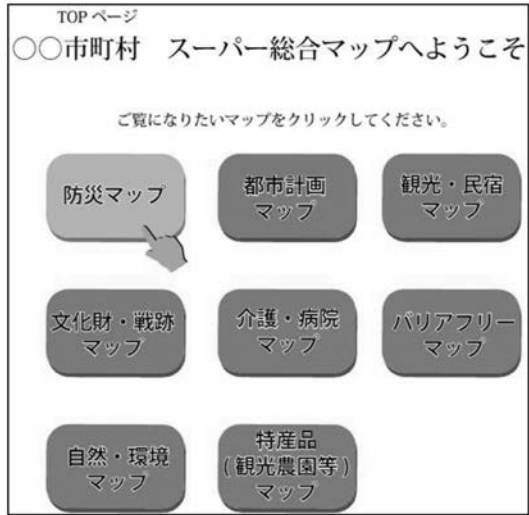 TOP ページ
○○市町村　スーパー総合マップへようこそ
ご覧になりたいマップをクリックしてください。
防災マップ
都市計画
マップ
観光・民宿
マップ
文化財・戦跡
マップ
介護・病院
マップ
バリアフリー
マップ
自然・環境
マップ
特産品
(観光農園等)
マップ